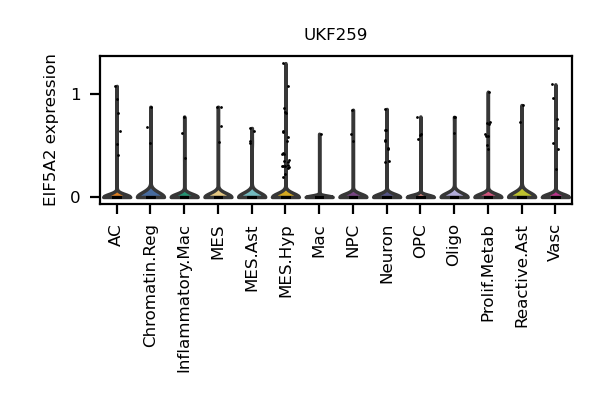 UKF259
EIF5A2 expression
1
0
AC
Chromatin.Reg
Inflammatory.Mac
MES
MES.Ast
MES.Hyp
Mac
NPC
Neuron
OPC
Oligo
Prolif.Metab
Reactive.Ast
Vasc